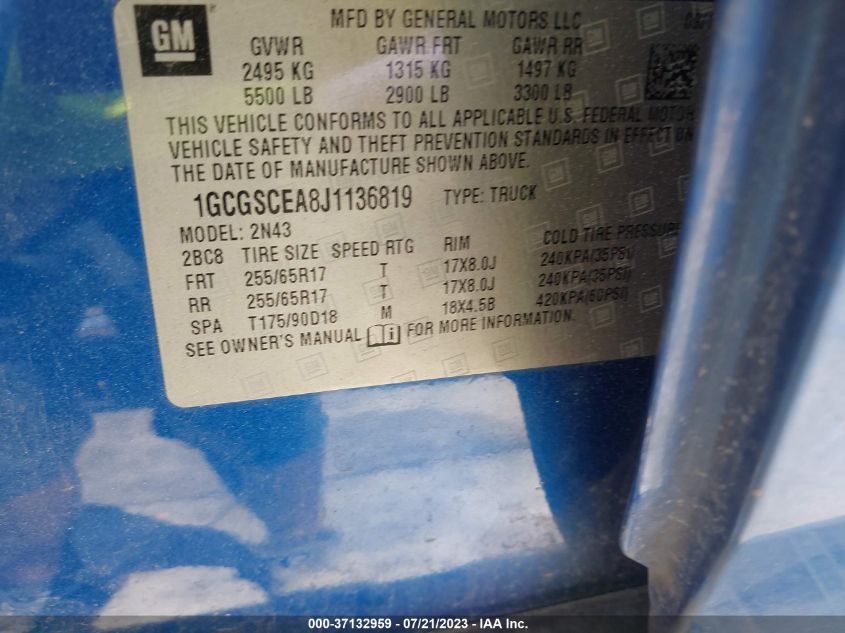 GM
MFD BY GENERAL MOTORS LLC
GVWR GAWR FRT GAWR RR
2495 KG 1315 KG 1497 KG
5500 LB 2900 LB 3300 LB
THIS VEHICLE CONFORMS TO ALL APPLICABLE U.S. FEDERAL MOTOR
VEHICLE SAFETY AND THEFT PREVENTION STANDARDS IN EFFECT ON
THE DATE OF MANUFACTURE SHOWN ABOVE.
1GCGSCEA8J1136819 TYPE: TRUCK
MODEL: 2N43
2BC8 TIRE SIZE SPEED RTG RIM COLD TIRE PRESSURE
FRT 255/65R17 T 17X8.0J 240KPA(35PSI)
RR 255/65R17 T 17X8.0J 240KPA(35PSI)
SPA T175/90D18 M 18X4.5B 420KPA(60PSI)
SEE OWNER'S MANUAL FOR MORE INFORMATION.
000-37132959 - 07/21/2023 - IAA Inc.